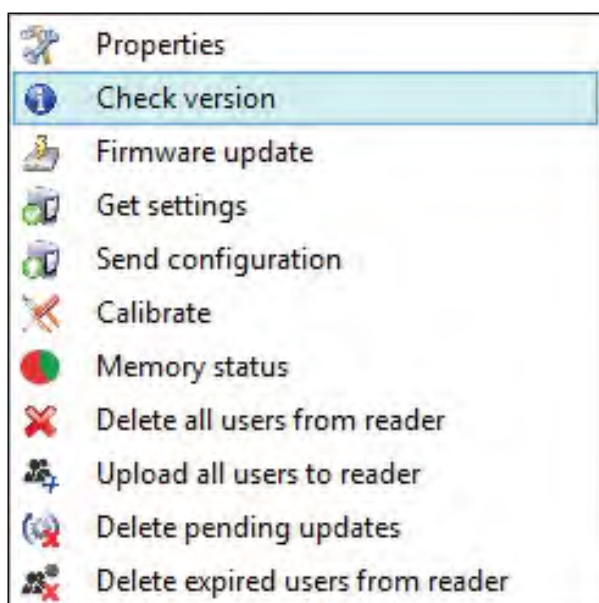 Properties
Check version
Firmware update
Get settings
Send configuration
Calibrate
Memory status
Delete all users from reader
Upload all users to reader
Delete pending updates
Delete expired users from reader